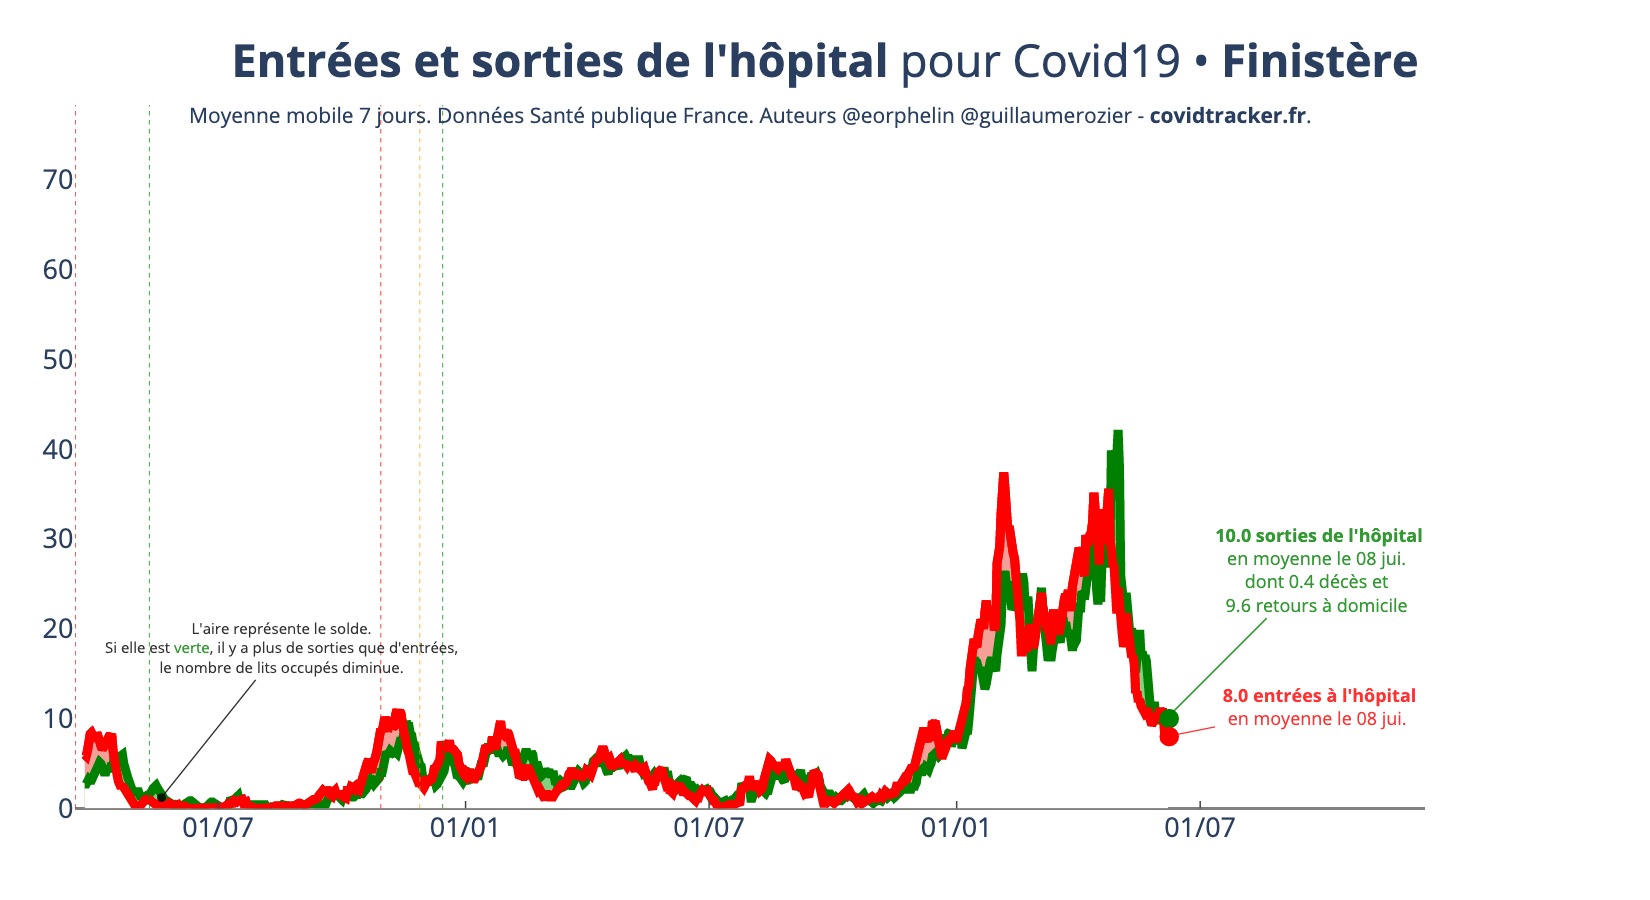 Entrées et sorties de l'hôpital pour Covid19 • Finistère
Moyenne mobile 7 jours. Données Santé publique France. Auteurs @eorphelin @guillaumerozier - covidtracker.fr.
70
60
50
40
30
20
10
0
10.0 sorties de l'hôpital
en moyenne le 08 jui.
dont 0.4 décès et
9.6 retours à domicile
L'aire représente le solde.
Si elle est verte, il y a plus de sorties que d'entrées,
le nombre de lits occupés diminue.
8.0 entrées à l'hôpital
en moyenne le 08 jui.
01/07
01/01
01/07
01/01
01/07